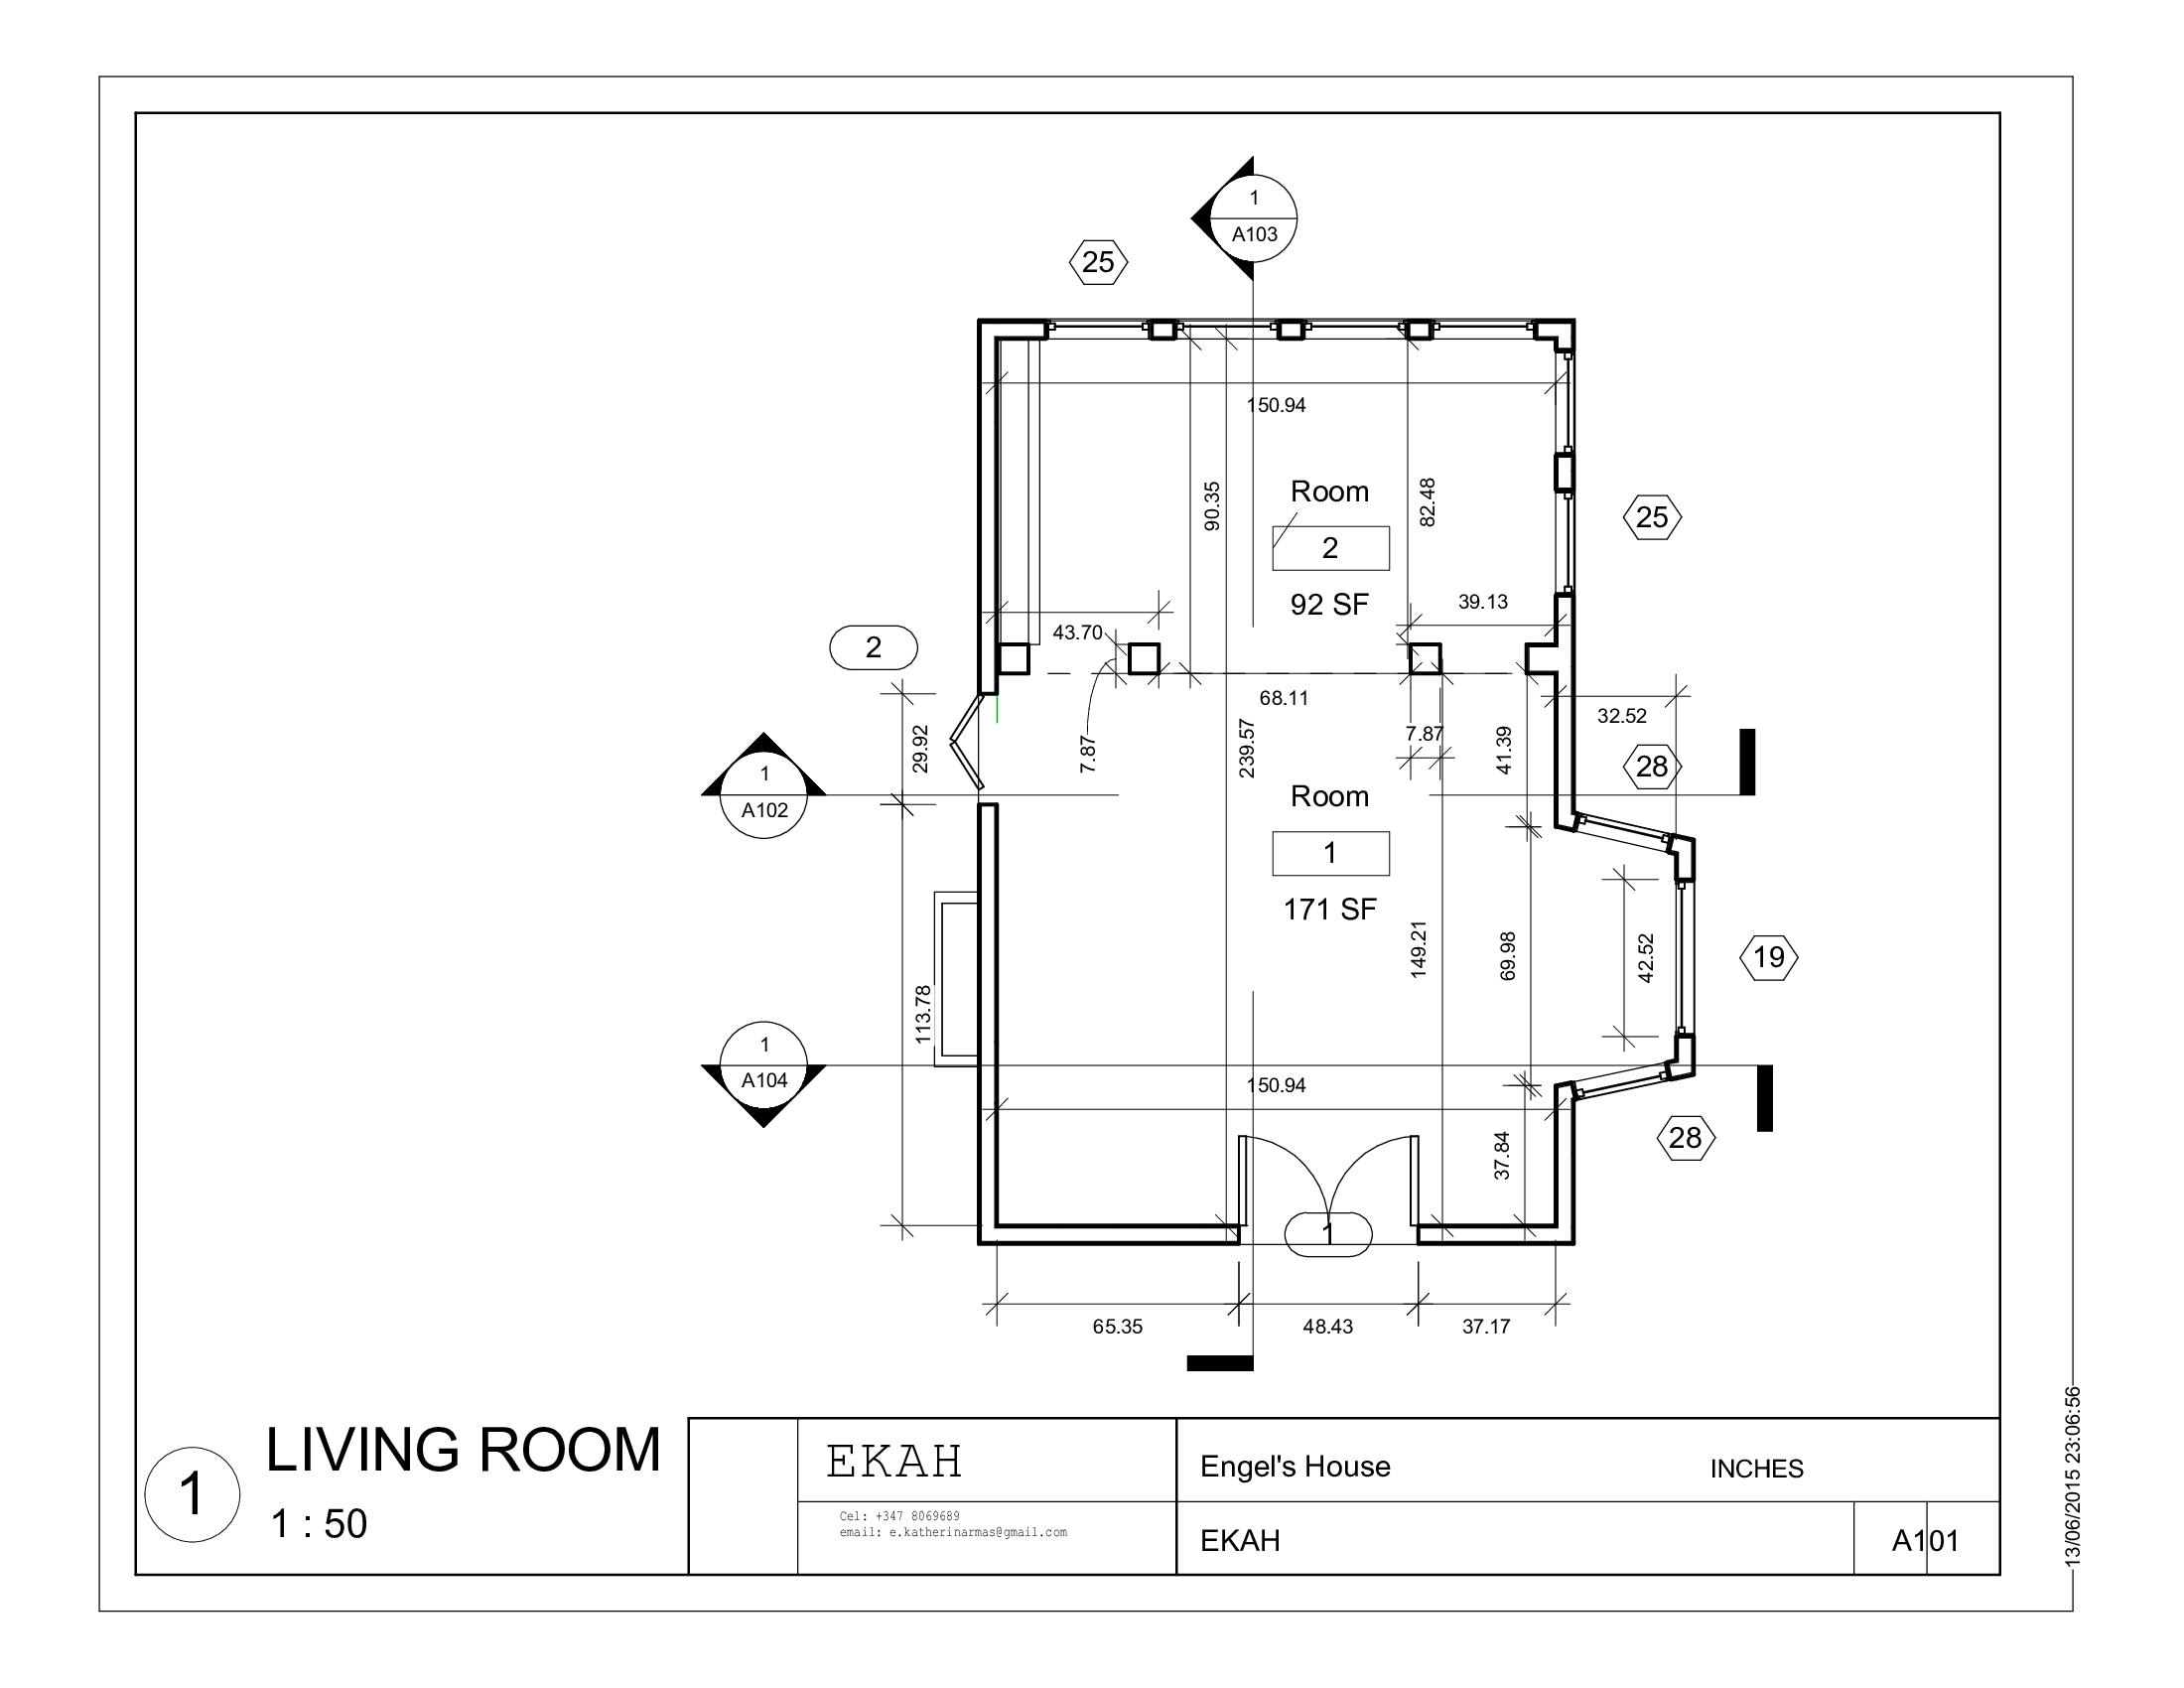 1
A103
25
150.94
90.35
Room
2
92 SF
82.48
25
39.13
43.70
2
68.11
32.52
29.92
7.87
239.57
7.87
41.39
28
1
A102
Room
1
171 SF
149.21
69.98
42.52
19
113.78
1
A104
150.94
37.84
28
1
65.35
48.43
37.17
1
LIVING ROOM
1 : 50
EKAH
Cel: +347 8069689
email: e.katherinarmas@gmail.com
Engel's House
INCHES
EKAH
A101
13/06/2015 23:06:56